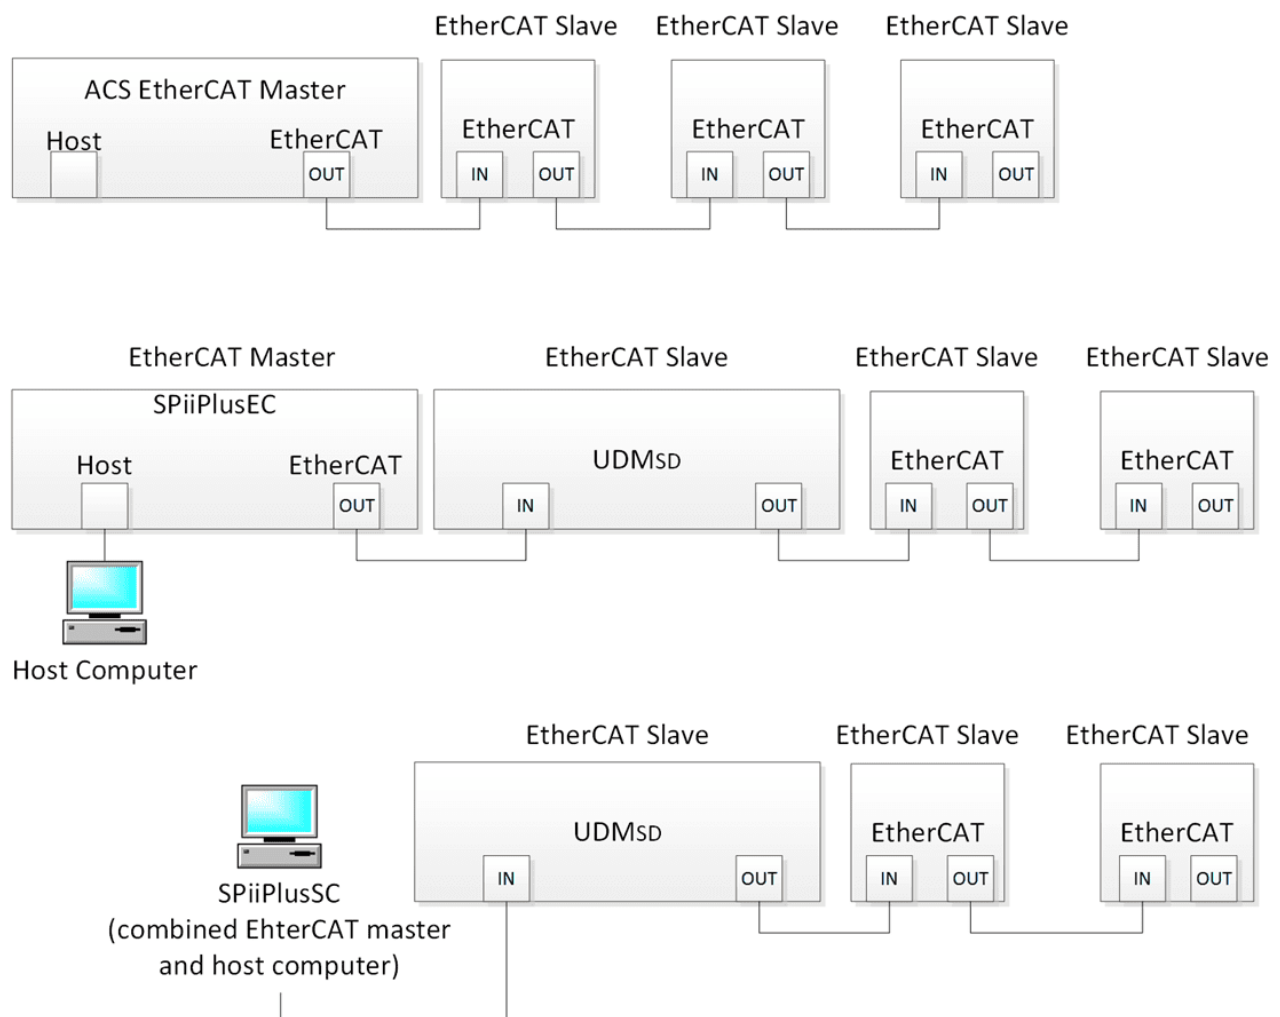 EtherCAT Slave EtherCAT Slave EtherCAT Slave
ACS EtherCAT Master
Host EtherCAT EtherCAT EtherCAT EtherCAT
OUT IN OUT IN OUT IN OUT
EtherCAT Master EtherCAT Slave EtherCAT Slave EtherCAT Slave
SPiiPlusEC
Host EtherCAT UDMSD EtherCAT EtherCAT
OUT IN OUT IN OUT IN OUT
Host Computer
EtherCAT Slave EtherCAT Slave EtherCAT Slave
UDMSD EtherCAT EtherCAT
IN OUT IN OUT IN OUT
SPiiPlusSC
(combined EhterCAT master
and host computer)